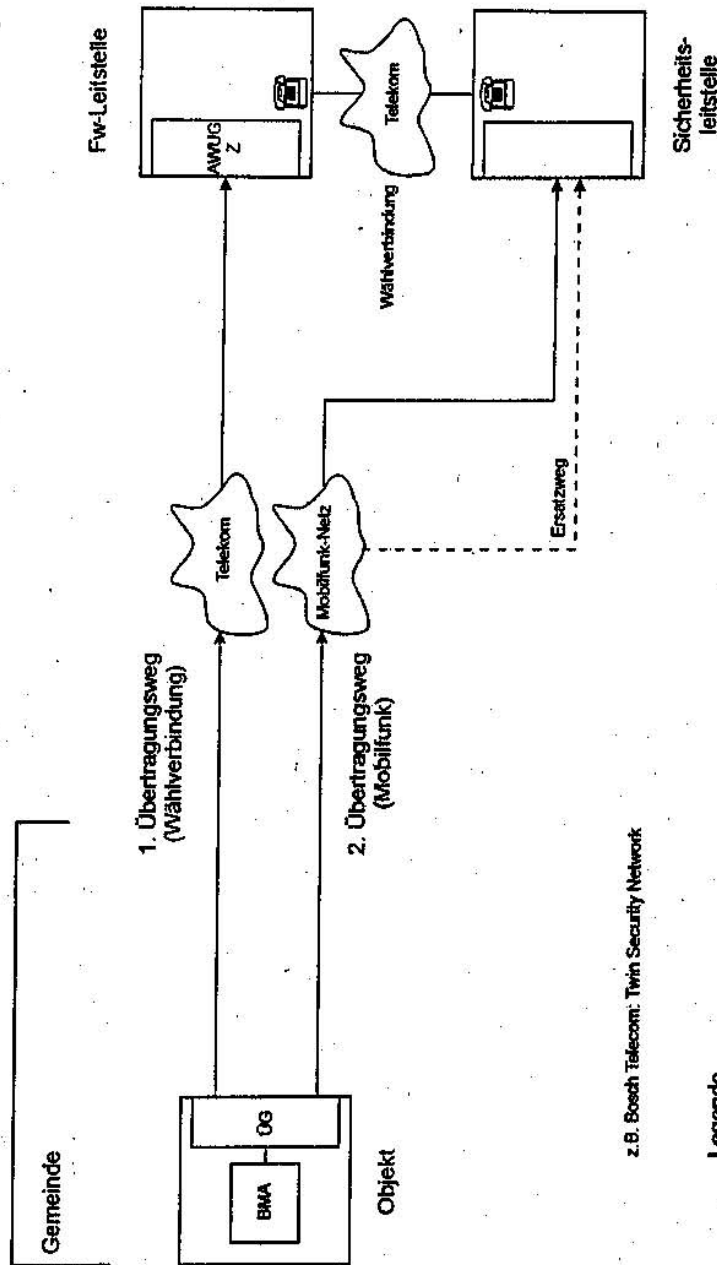 Gemeinde
BMA
ÜG
Objekt
1. Übertragungsweg
(Wählverbindung)
2. Übertragungsweg
(Mobilfunk)
Telekom
Mobilfunk-Netz
Ersatzweg
Wählverbindung
Telekom
Fw-Leitstelle
AWUG
Z
Sicherheits-
leitstelle
z.B. Bosch Telecom: Twin Security Network
Legende